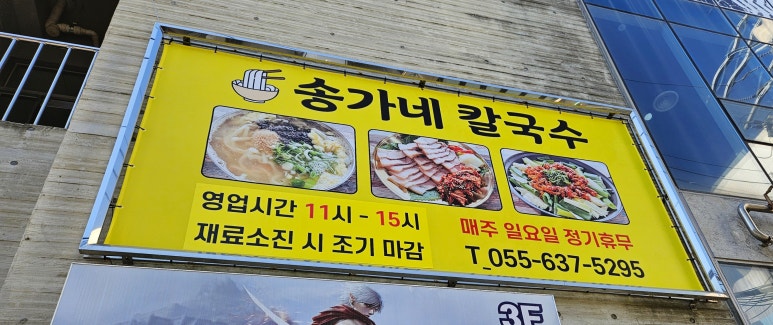 송가네 칼국수
영업시간 11시 - 15시
재료소진 시 조기 마감
매주 일요일 정기휴무
T_055-637-5295
3F